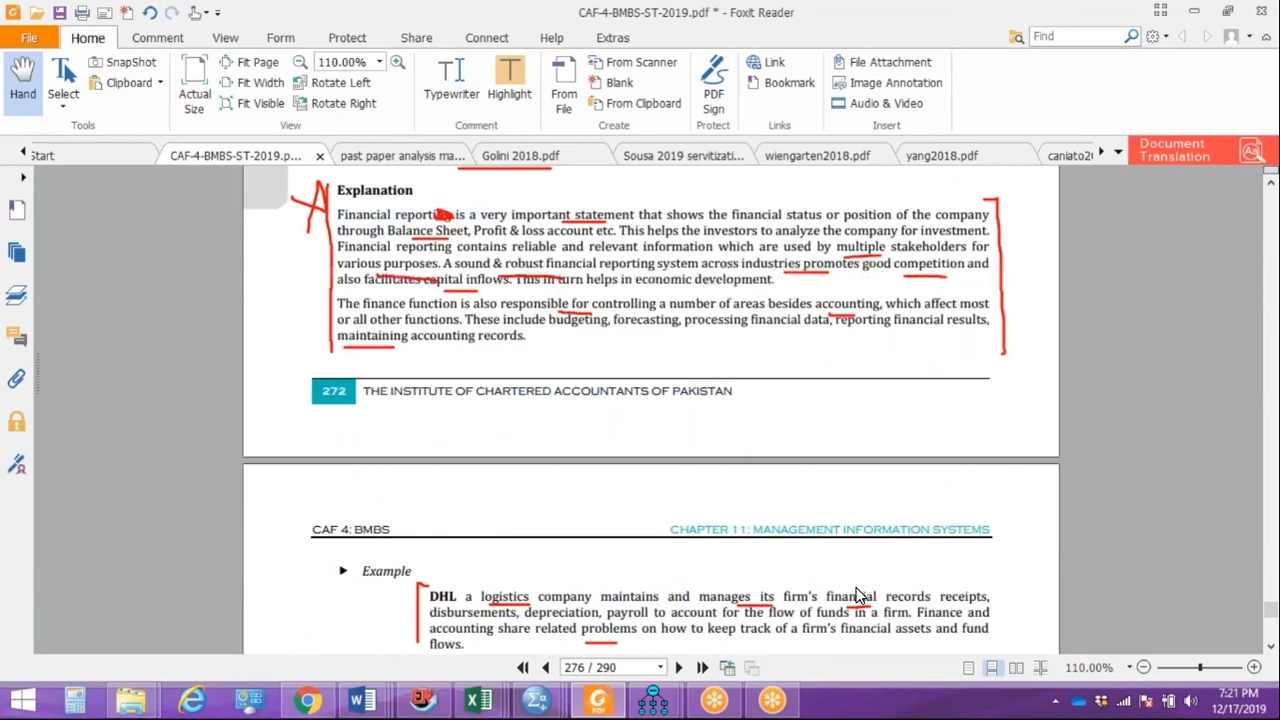 CAF-4-BMBS-ST-2019.pdf * - Foxit Reader
File Home Comment View Form Protect Share Connect Help Extras Find
Hand
Select
SnapShot
Clipboard
Tools
Actual Size
Fit Page
Fit Width
Fit Visible
110.00%
Rotate Left
Rotate Right
View
Typewriter
Highlight
Comment
From File
From Scanner
Blank
From Clipboard
Create
PDF Sign
Protect
Link
Bookmark
Links
File Attachment
Image Annotation
Audio & Video
Insert
Start CAF-4-BMBS-ST-2019.p... past paper analysis ma... Golini 2018.pdf Sousa 2019 servitizati... wiengarten2018.pdf yang2018.pdf caniato20
Document Translation
Explanation
Financial reporting is a very important statement that shows the financial status or position of the company
through Balance Sheet, Profit & loss account etc. This helps the investors to analyze the company for investment.
Financial reporting contains reliable and relevant information which are used by multiple stakeholders for
various purposes. A sound & robust financial reporting system across industries promotes good competition and
also facilitates capital inflows. This in turn helps in economic development.
The finance function is also responsible for controlling a number of areas besides accounting, which affect most
or all other functions. These include budgeting, forecasting, processing financial data, reporting financial results,
maintaining accounting records.
272 THE INSTITUTE OF CHARTERED ACCOUNTANTS OF PAKISTAN
CAF 4: BMBS CHAPTER 11: MANAGEMENT INFORMATION SYSTEMS
Example
DHL a logistics company maintains and manages its firm's financial records receipts,
disbursements, depreciation, payroll to account for the flow of funds in a firm. Finance and
accounting share related problems on how to keep track of a firm's financial assets and fund
flows.
276 / 290 110.00%
7:21 PM
12/17/2019